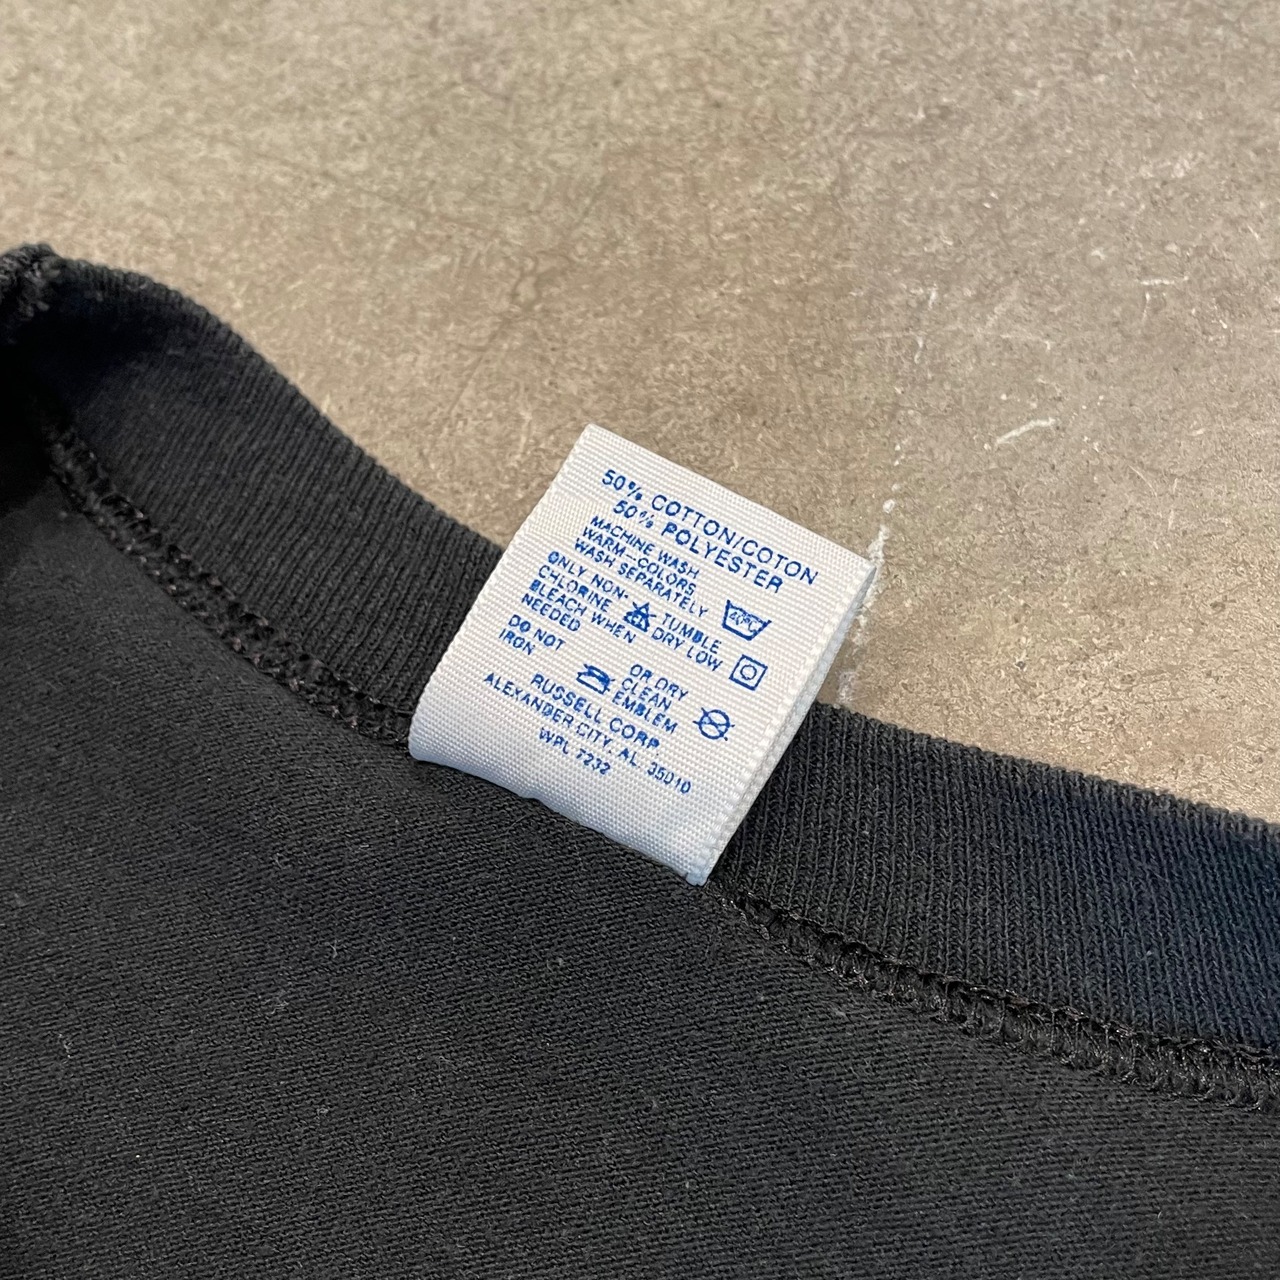 50% COTTON/COTON
50% POLYESTER
MACHINE WASH
WARM—COLORS
WASH SEPARATELY
40°C
ONLY NON-
CHLORINE
BLEACH WHEN
NEEDED
TUMBLE
DRY LOW
DO NOT
IRON
OR DRY
CLEAN
EMBLEM
RUSSELL CORP.
ALEXANDER CITY, AL. 35010
WPL 7232